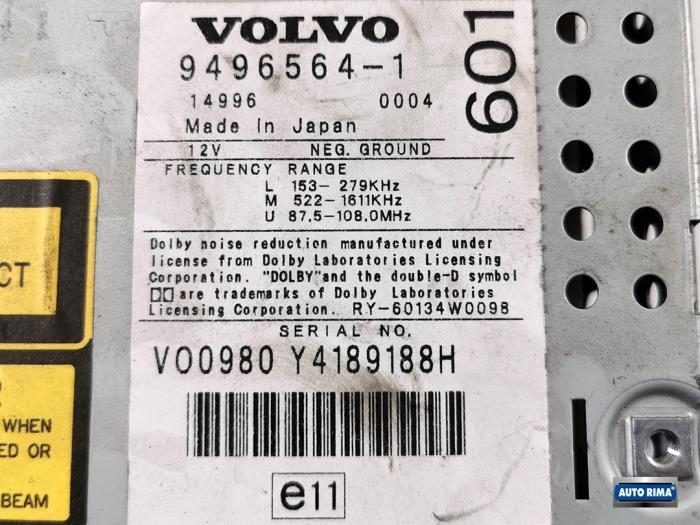 VOLVO
9496564-1
601
14996 0004
Made in Japan
12V NEG. GROUND
FREQUENCY RANGE
L 153- 279KHz
M 522-1611KHz
U 87.5-108.0MHz
Dolby noise reduction manufactured under
license from Dolby Laboratories Licensing
Corporation. "DOLBY"and the double-D symbol
are trademarks of Dolby Laboratories
Licensing Corporation. RY-60134W0098
SERIAL NO.
VO0980 Y4189188H
e11
CT
WHEN
ED OR
BEAM
AUTO RIMA